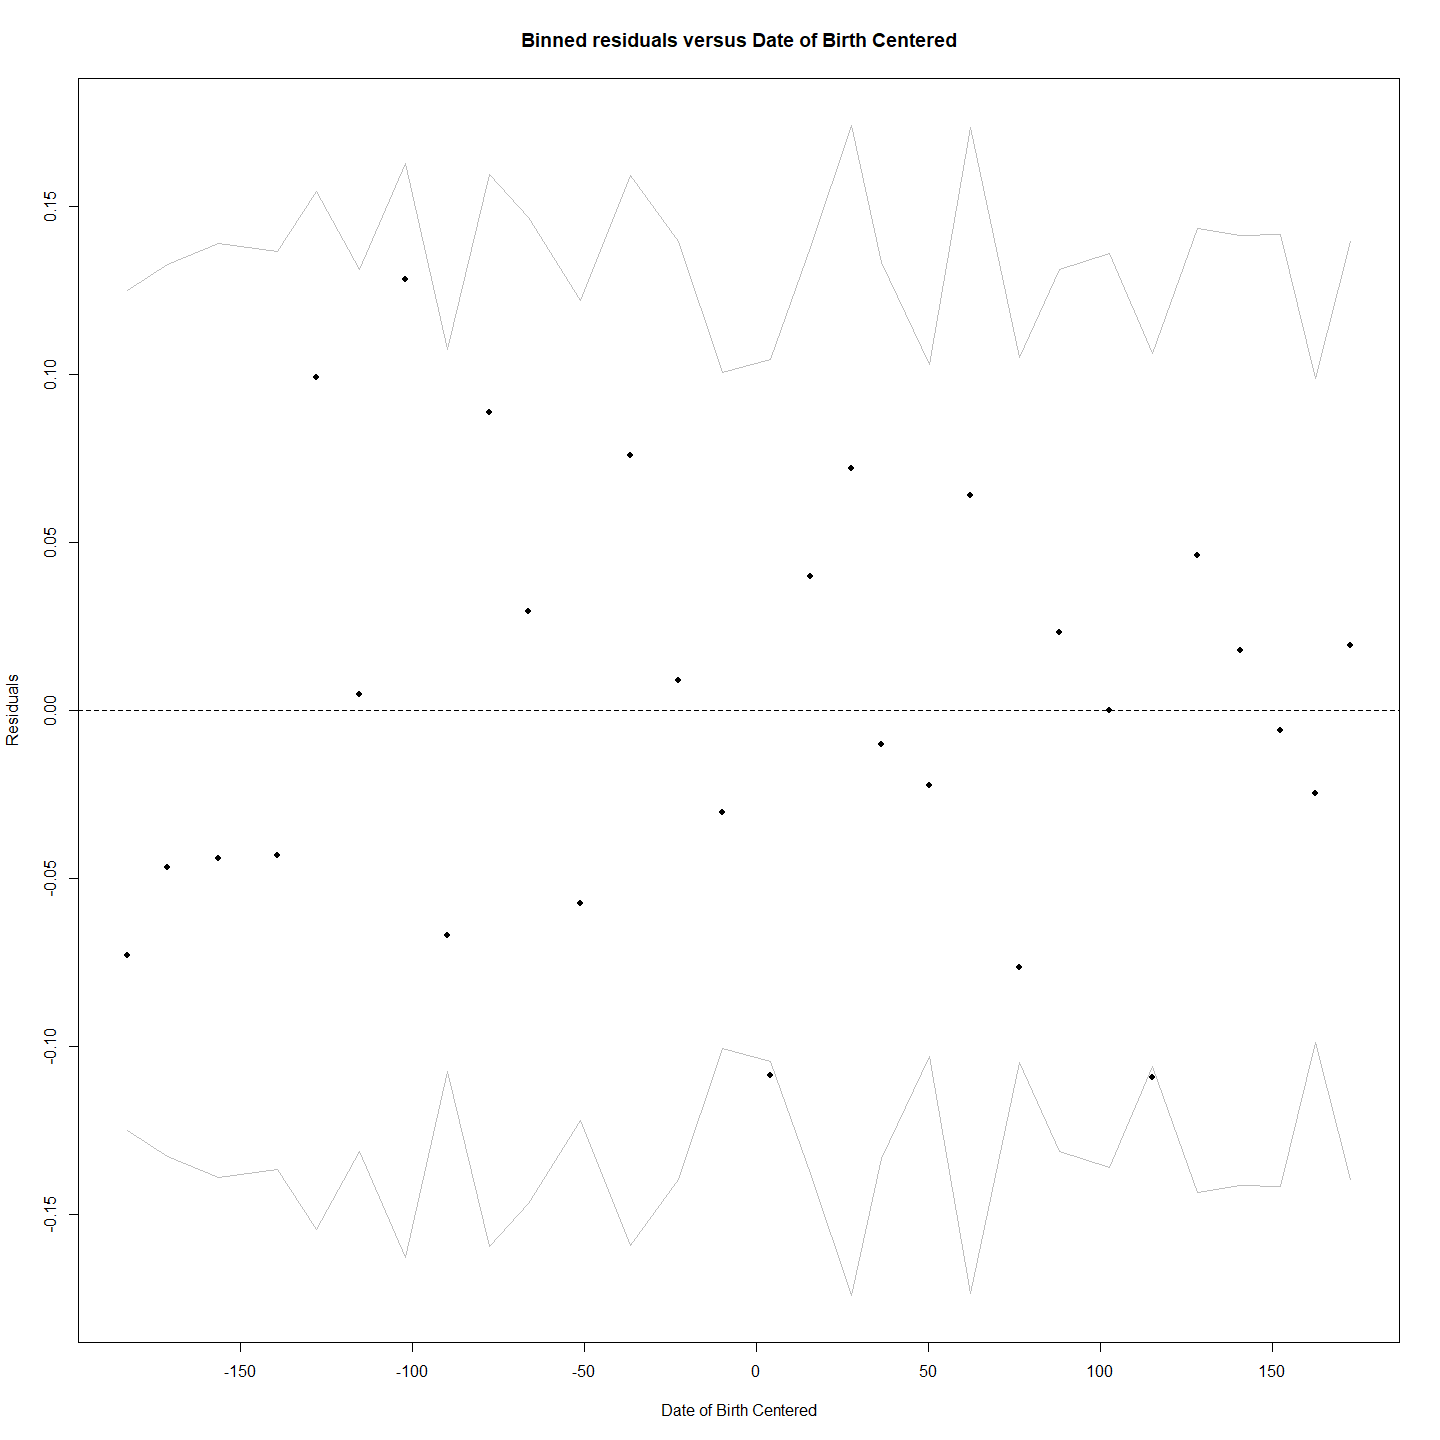 Binned residuals versus Date of Birth Centered
Residuals
0.15
0.10
0.05
0.00
-0.05
-0.10
-0.15
-150 -100 -50 0 50 100 150
Date of Birth Centered